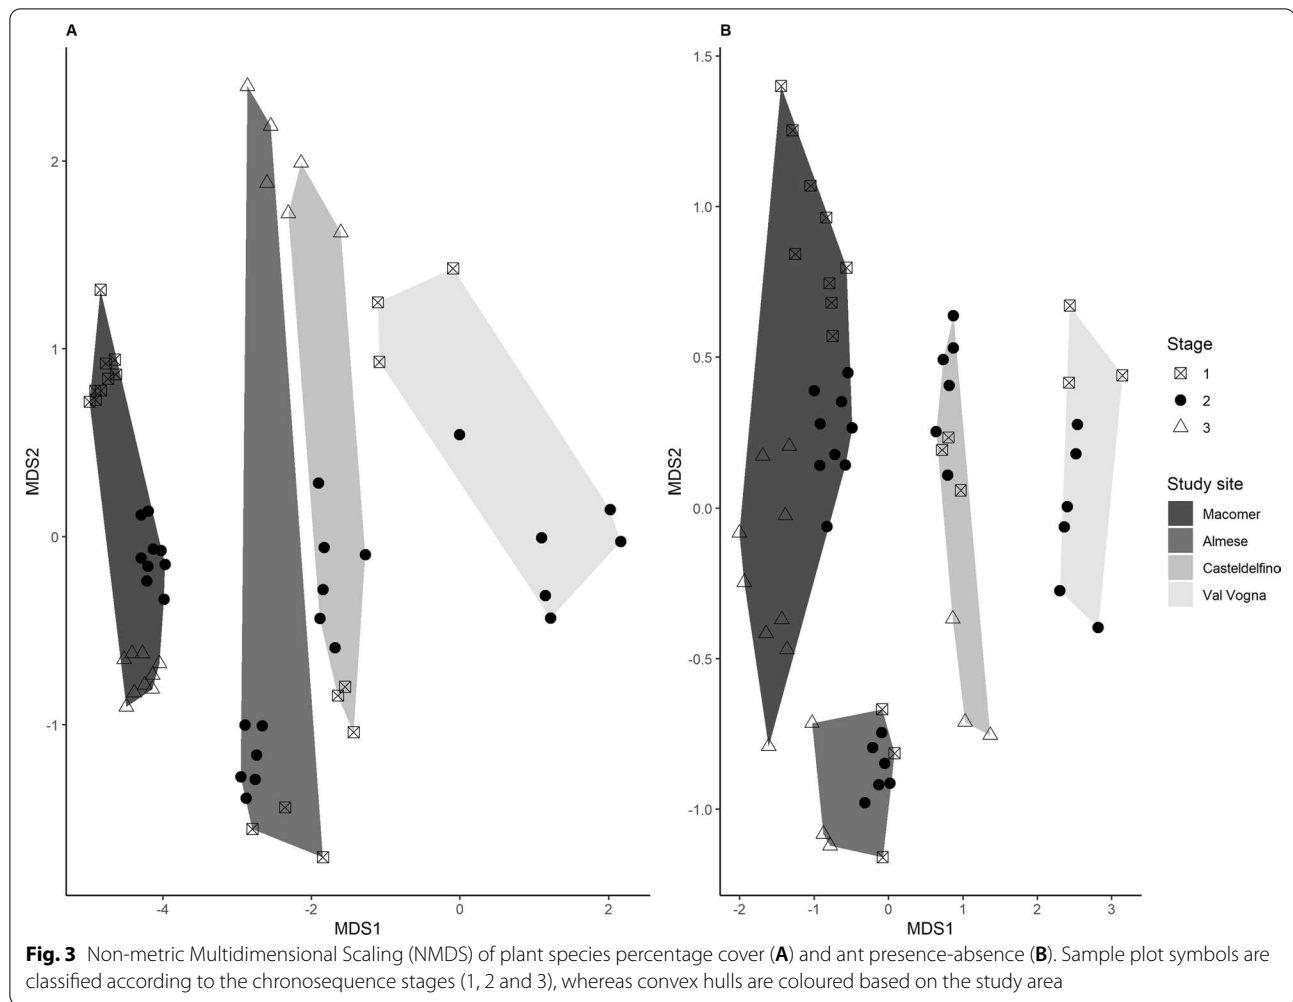 A
B
2
1
0
-1
MDS2
-4
-2
0
2
MDS1
1.5
1.0
0.5
0.0
-0.5
-1.0
MDS2
-2
-1
0
1
2
3
MDS1
Stage
1
2
3
Study site
Macomer
Almese
Casteldelfino
Val Vogna
Fig. 3 Non-metric Multidimensional Scaling (NMDS) of plant species percentage cover (A) and ant presence-absence (B). Sample plot symbols are
classified according to the chronosequence stages (1, 2 and 3), whereas convex hulls are coloured based on the study area